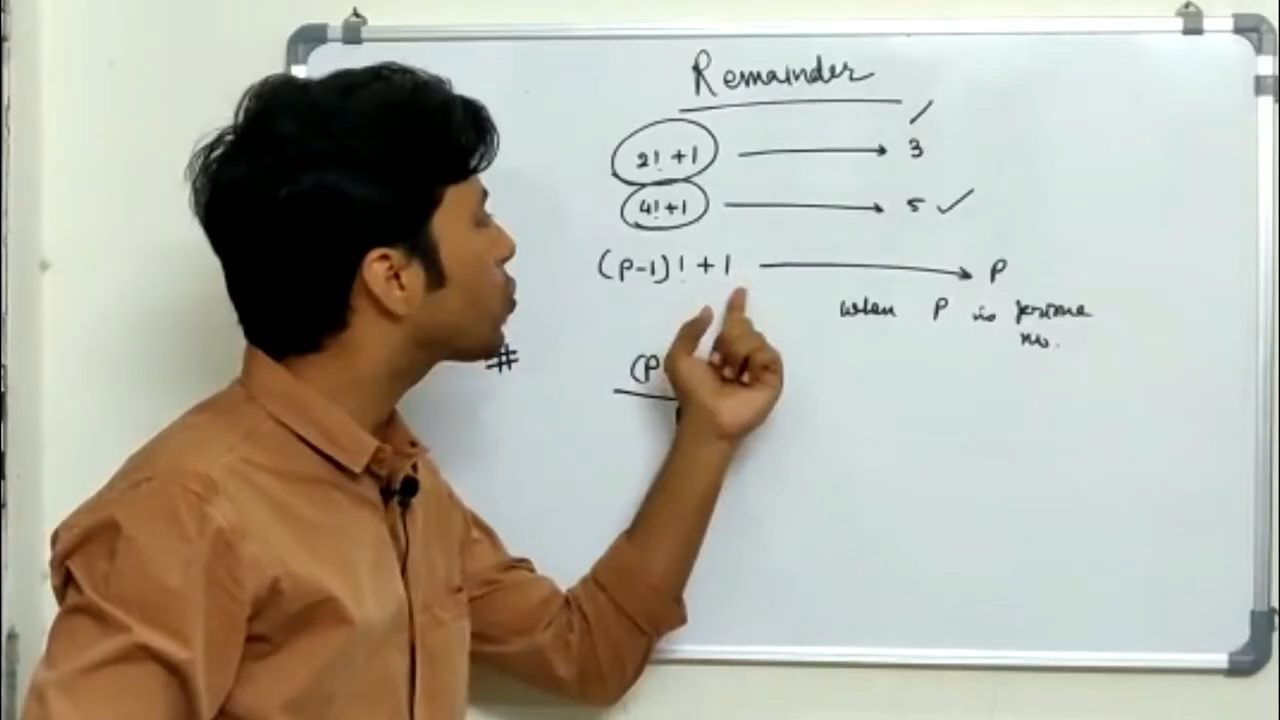 Remainder
2! + 1 → 3
4! + 1 → 5 ✓
(P-1)! + 1 → P
when P is prime
no.
#
(P